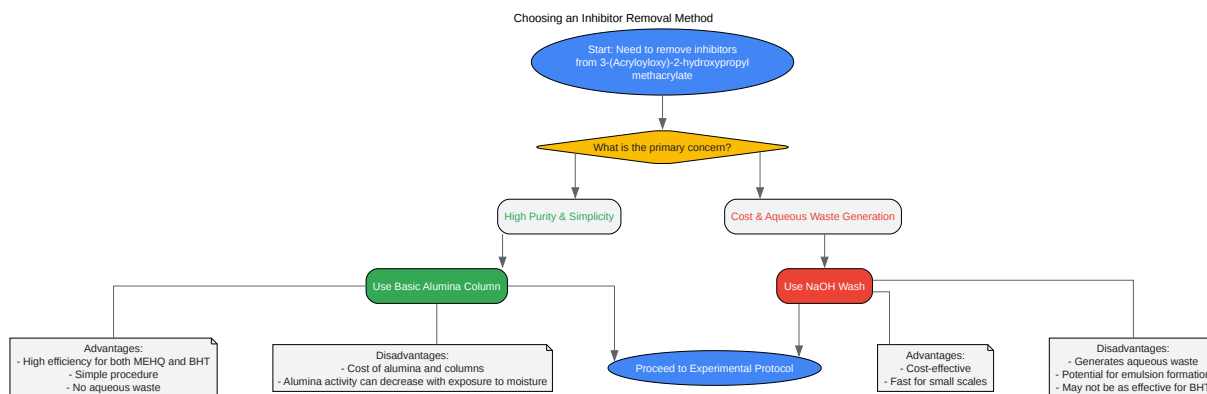 Choosing an Inhibitor Removal Method
Start: Need to remove inhibitors
from 3-(Acryloyloxy)-2-hydroxypropyl
methacrylate
What is the primary concern?
High Purity & Simplicity
Cost & Aqueous Waste Generation
Use Basic Alumina Column
Use NaOH Wash
Advantages:
- High efficiency for both MEHQ and BHT
- Simple procedure
- No aqueous waste
Disadvantages:
- Cost of alumina and columns
- Alumina activity can decrease with exposure to moisture
Proceed to Experimental Protocol
Advantages:
- Cost-effective
- Fast for small scales
Disadvantages:
- Generates aqueous waste
- Potential for emulsion formation
- May not be as effective for BHT